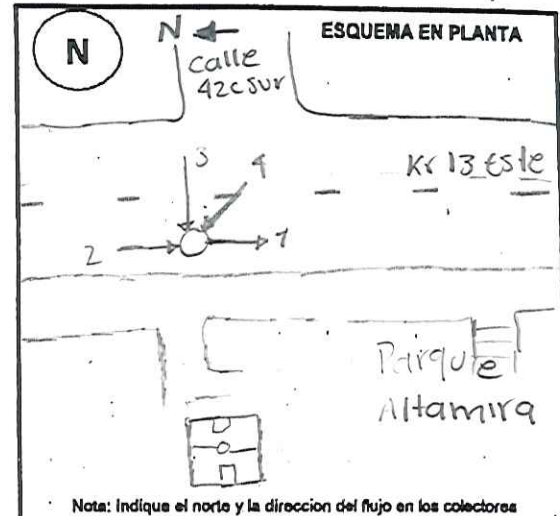 N
N
ESQUEMA EN PLANTA
Calle
42c sur
3
4
Kr 13 Este
2
1
Parque
Altamira
Nota: Indique el norte y la direccion del flujo en los colectores